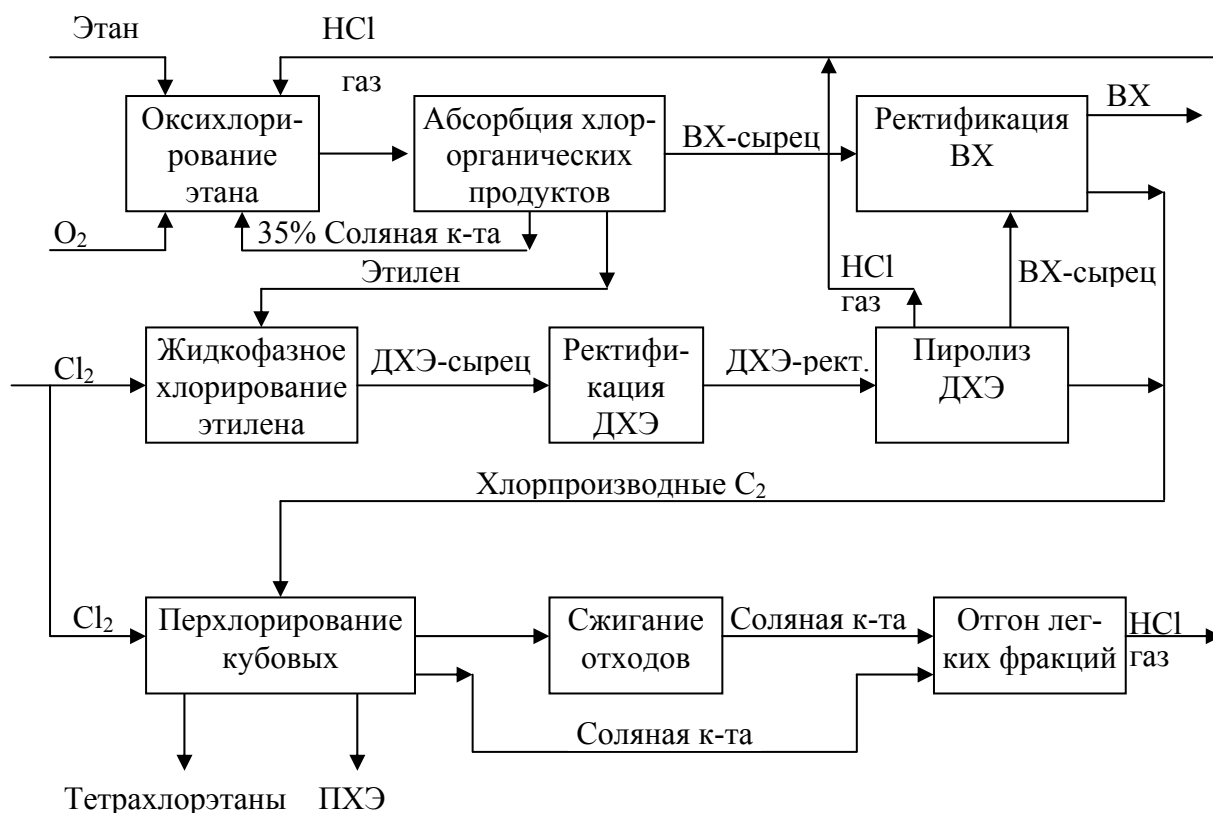 Этан
HCl
газ
Оксихлори-
рование
этана
Абсорбция хлор-
органических
продуктов
ВХ-сырец
Ректификация
ВХ
ВХ
O₂
35% Соляная к-та
Этилен
HCl
газ
ВХ-сырец
Cl₂
Жидкофазное
хлорирование
этилена
ДХЭ-сырец
Ректифи-
кация
ДХЭ
ДХЭ-рект.
Пиролиз
ДХЭ
Хлорпроизводные С₂
Cl₂
Перхлорирование
кубовых
Сжигание
отходов
Соляная к-та
Отгон лег-
ких фракций
HCl
газ
Соляная к-та
Тетрахлорэтаны
ПХЭ